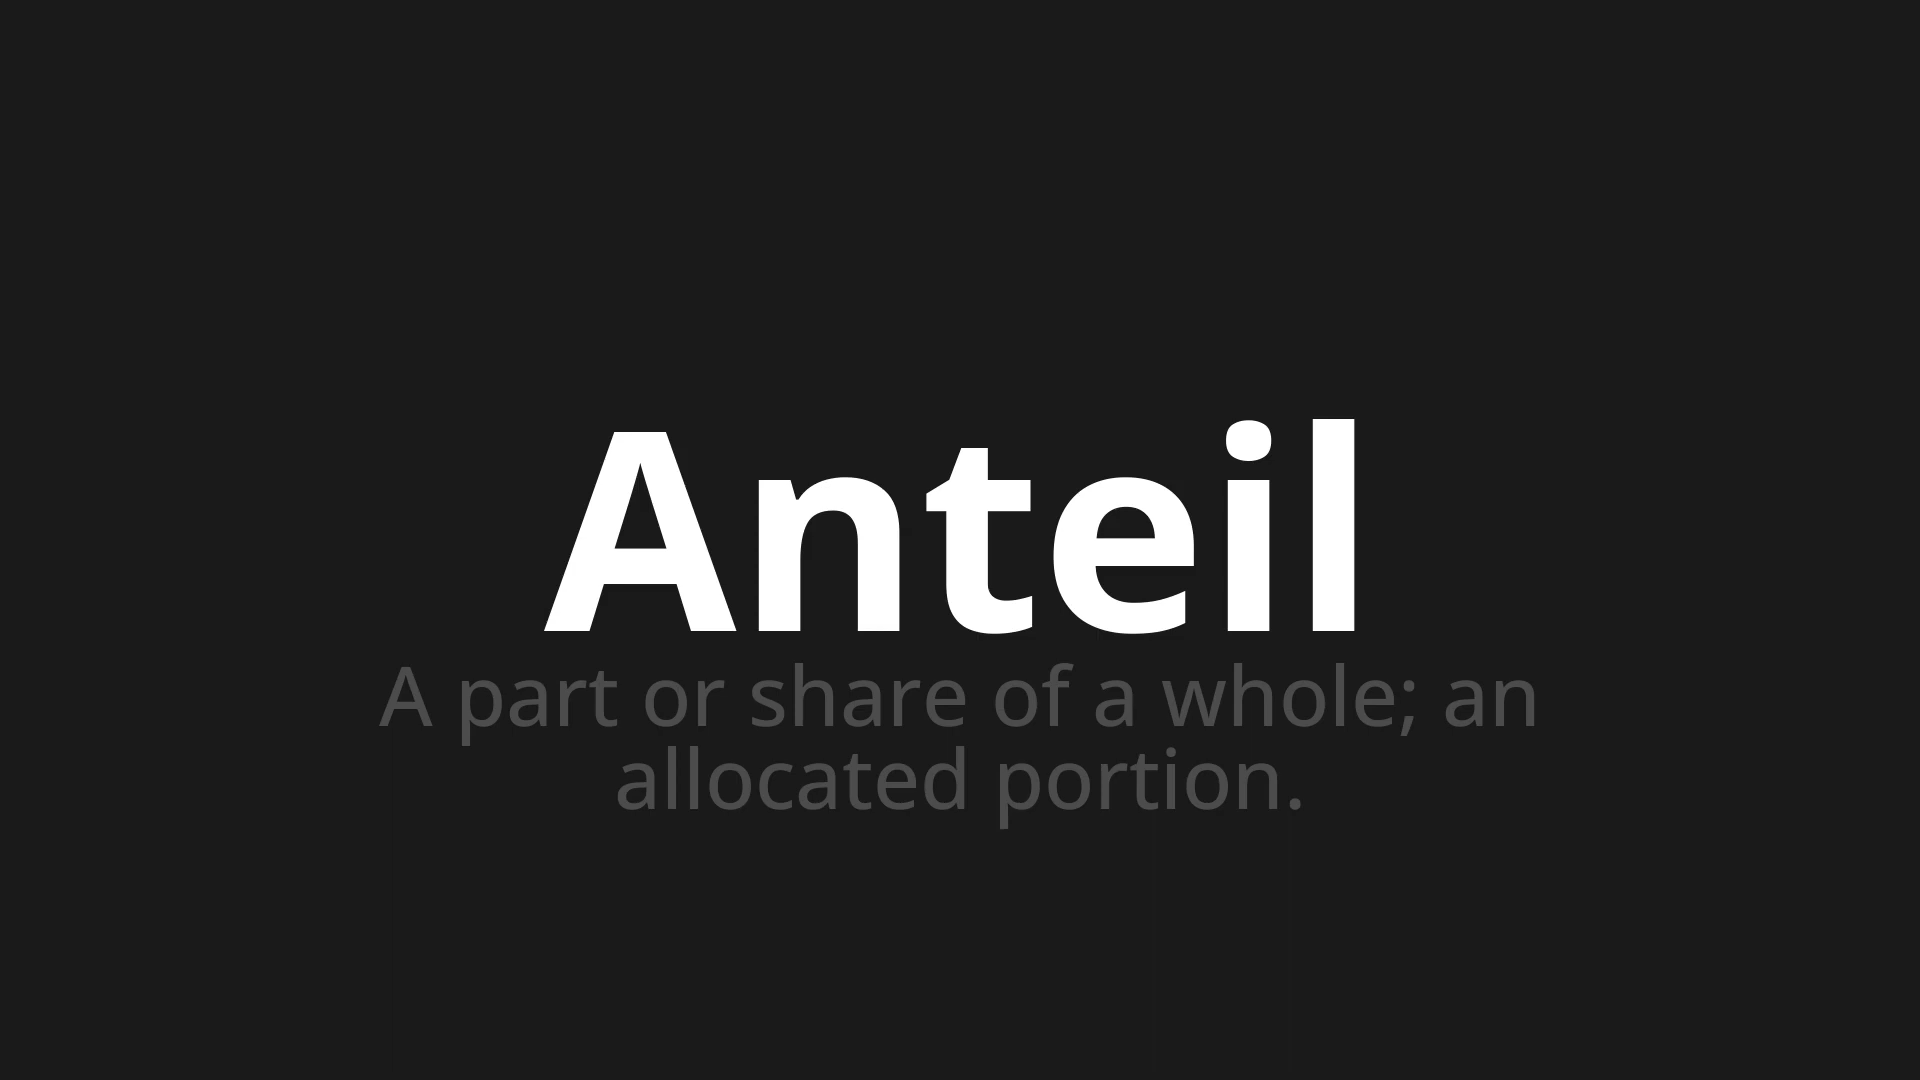 Anteil
A part or share of a whole; an
allocated portion.